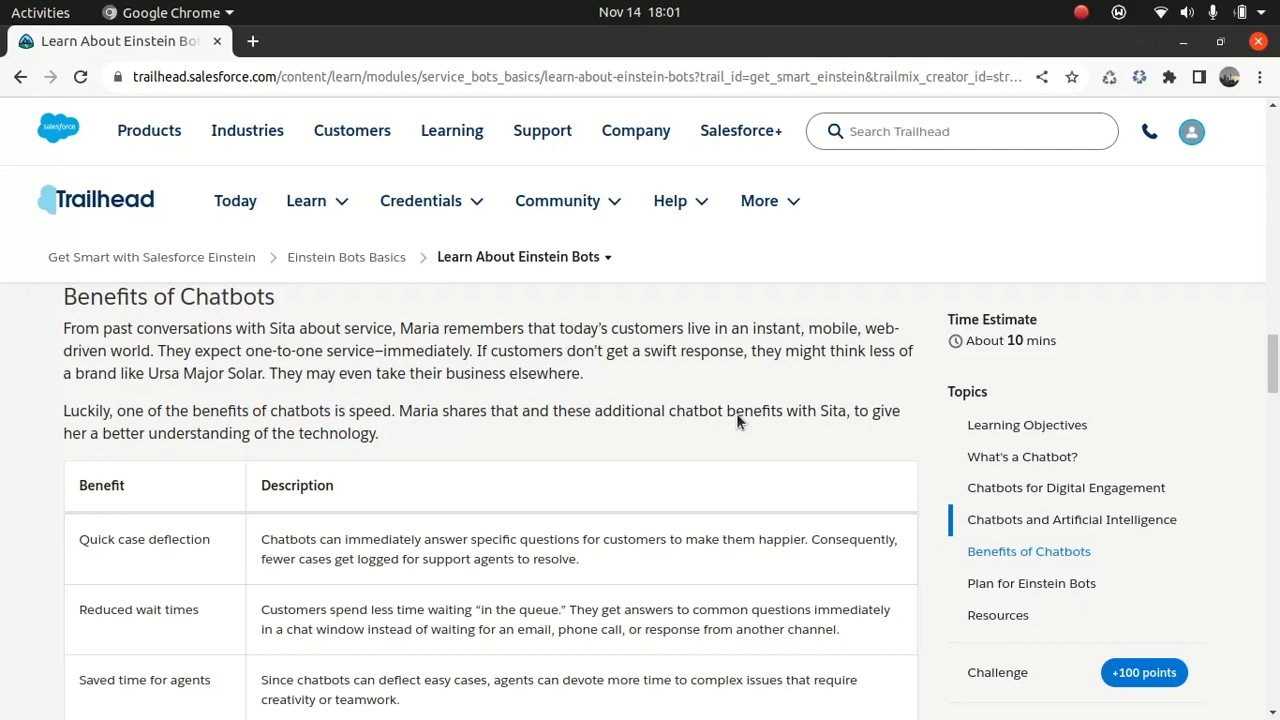 Activities Google Chrome Nov 14 18:01
Learn About Einstein Bot
trailhead.salesforce.com/content/learn/modules/service_bots_basics/learn-about-einstein-bots?trail_id=get_smart_einstein&trailmix_creator_id=str...
salesforce Products Industries Customers Learning Support Company Salesforce+ Search Trailhead
Trailhead Today Learn Credentials Community Help More
Get Smart with Salesforce Einstein Einstein Bots Basics Learn About Einstein Bots
Benefits of Chatbots
From past conversations with Sita about service, Maria remembers that today’s customers live in an instant, mobile, web-
driven world. They expect one-to-one service—immediately. If customers don’t get a swift response, they might think less of
a brand like Ursa Major Solar. They may even take their business elsewhere.
Luckily, one of the benefits of chatbots is speed. Maria shares that and these additional chatbot benefits with Sita, to give
her a better understanding of the technology.
Benefit Description
Quick case deflection Chatbots can immediately answer specific questions for customers to make them happier. Consequently,
fewer cases get logged for support agents to resolve.
Reduced wait times Customers spend less time waiting “in the queue.” They get answers to common questions immediately
in a chat window instead of waiting for an email, phone call, or response from another channel.
Saved time for agents Since chatbots can deflect easy cases, agents can devote more time to complex issues that require
creativity or teamwork.
Time Estimate
About 10 mins
Topics
Learning Objectives
What's a Chatbot?
Chatbots for Digital Engagement
Chatbots and Artificial Intelligence
Benefits of Chatbots
Plan for Einstein Bots
Resources
Challenge +100 points